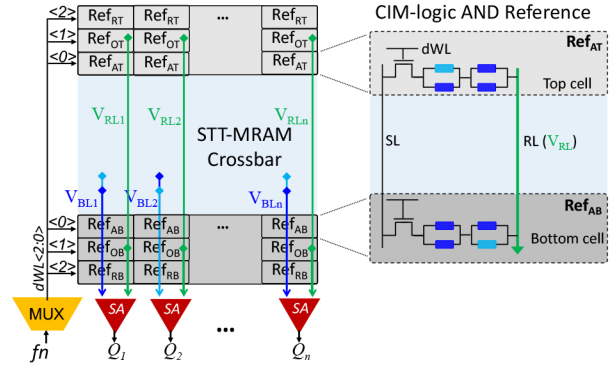 CIM-logic AND Reference
<2> Ref_RT Ref_RT ... Ref_RT
<1> Ref_OT Ref_OT Ref_OT
<0> Ref_AT Ref_AT Ref_AT
Ref_AT
dWL
Top cell
V_RL1 V_RL2 V_RLn
STT-MRAM
Crossbar
SL RL (V_RL)
V_BL1 V_BL2 V_BLn
<0> Ref_AB Ref_AB ... Ref_AB
<1> Ref_OB Ref_OB Ref_OB
<2> Ref_RB Ref_RB Ref_RB
Ref_AB
Bottom cell
dWL<2:0>
MUX SA SA ... SA
fn Q_1 Q_2 Q_n